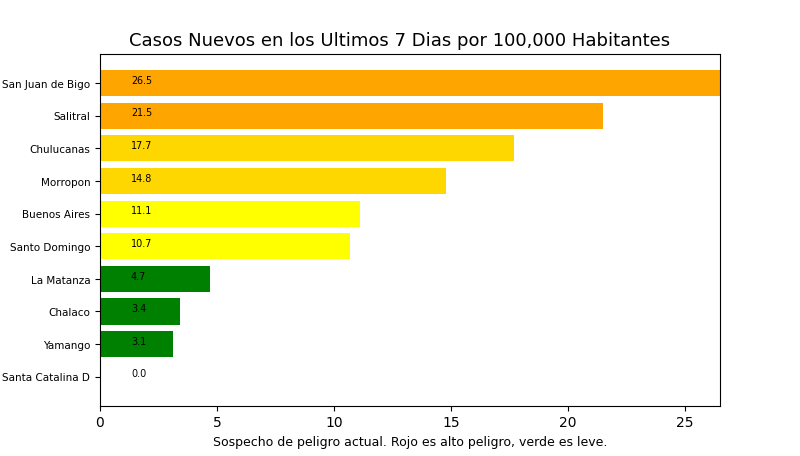 Casos Nuevos en los Ultimos 7 Dias por 100,000 Habitantes
San Juan de Bigo 26.5
Salitral 21.5
Chulucanas 17.7
Morropon 14.8
Buenos Aires 11.1
Santo Domingo 10.7
La Matanza 4.7
Chalaco 3.4
Yamango 3.1
Santa Catalina D 0.0
0 5 10 15 20 25
Sospecho de peligro actual. Rojo es alto peligro, verde es leve.